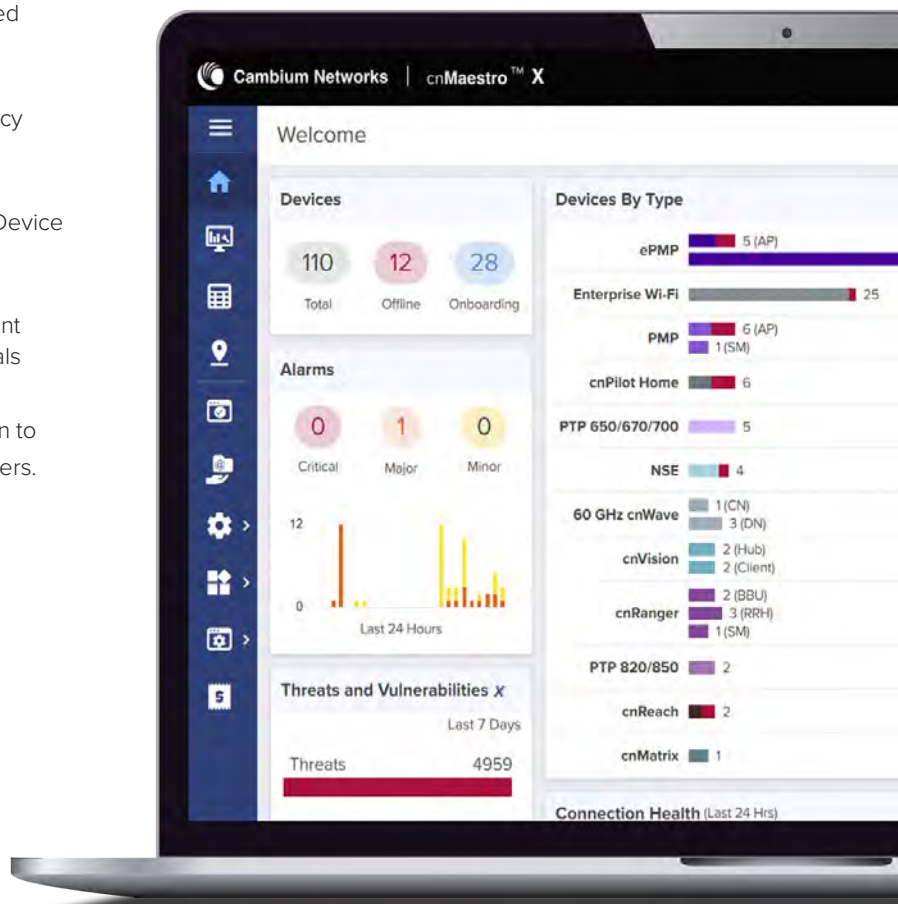 ed
cy
Device
nt
als
n to
ers.
Cambium Networks | cnMaestro™ X
Welcome
Devices
110
12
28
Total
Offline
Onboarding
Alarms
0
1
0
Critical
Major
Minor
12
0
Last 24 Hours
Threats and Vulnerabilities X
Last 7 Days
Threats 4959
Devices By Type
ePMP
5 (AP)
Enterprise Wi-Fi
25
PMP
6 (AP)
1 (SM)
cnPilot Home
6
PTP 650/670/700
5
NSE
4
60 GHz cnWave
1 (CN)
3 (DN)
cnVision
2 (Hub)
2 (Client)
cnRanger
2 (BBU)
3 (RRH)
1 (SM)
PTP 820/850
2
cnReach
2
cnMatrix
1
Connection Health (Last 24 Hrs)